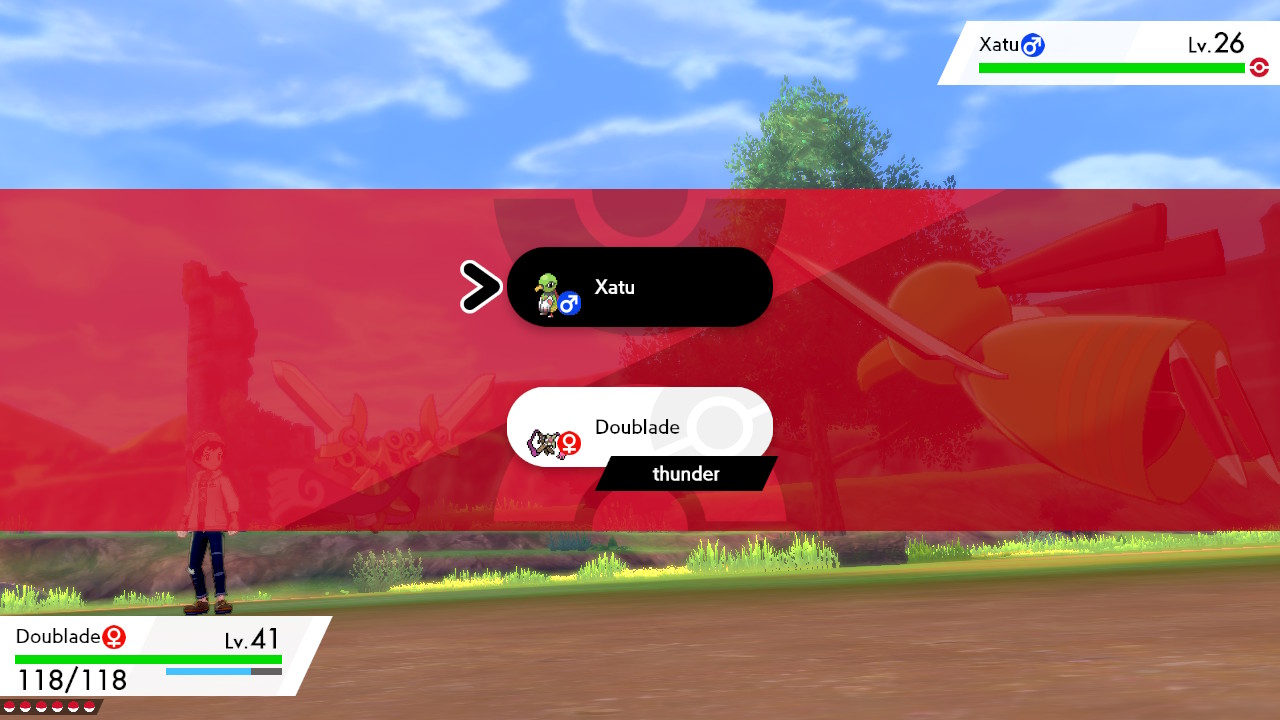 Xatu♂ Lv.26
Xatu
♂
Doublade
♀
thunder
Doublade♀ Lv.41
118/118